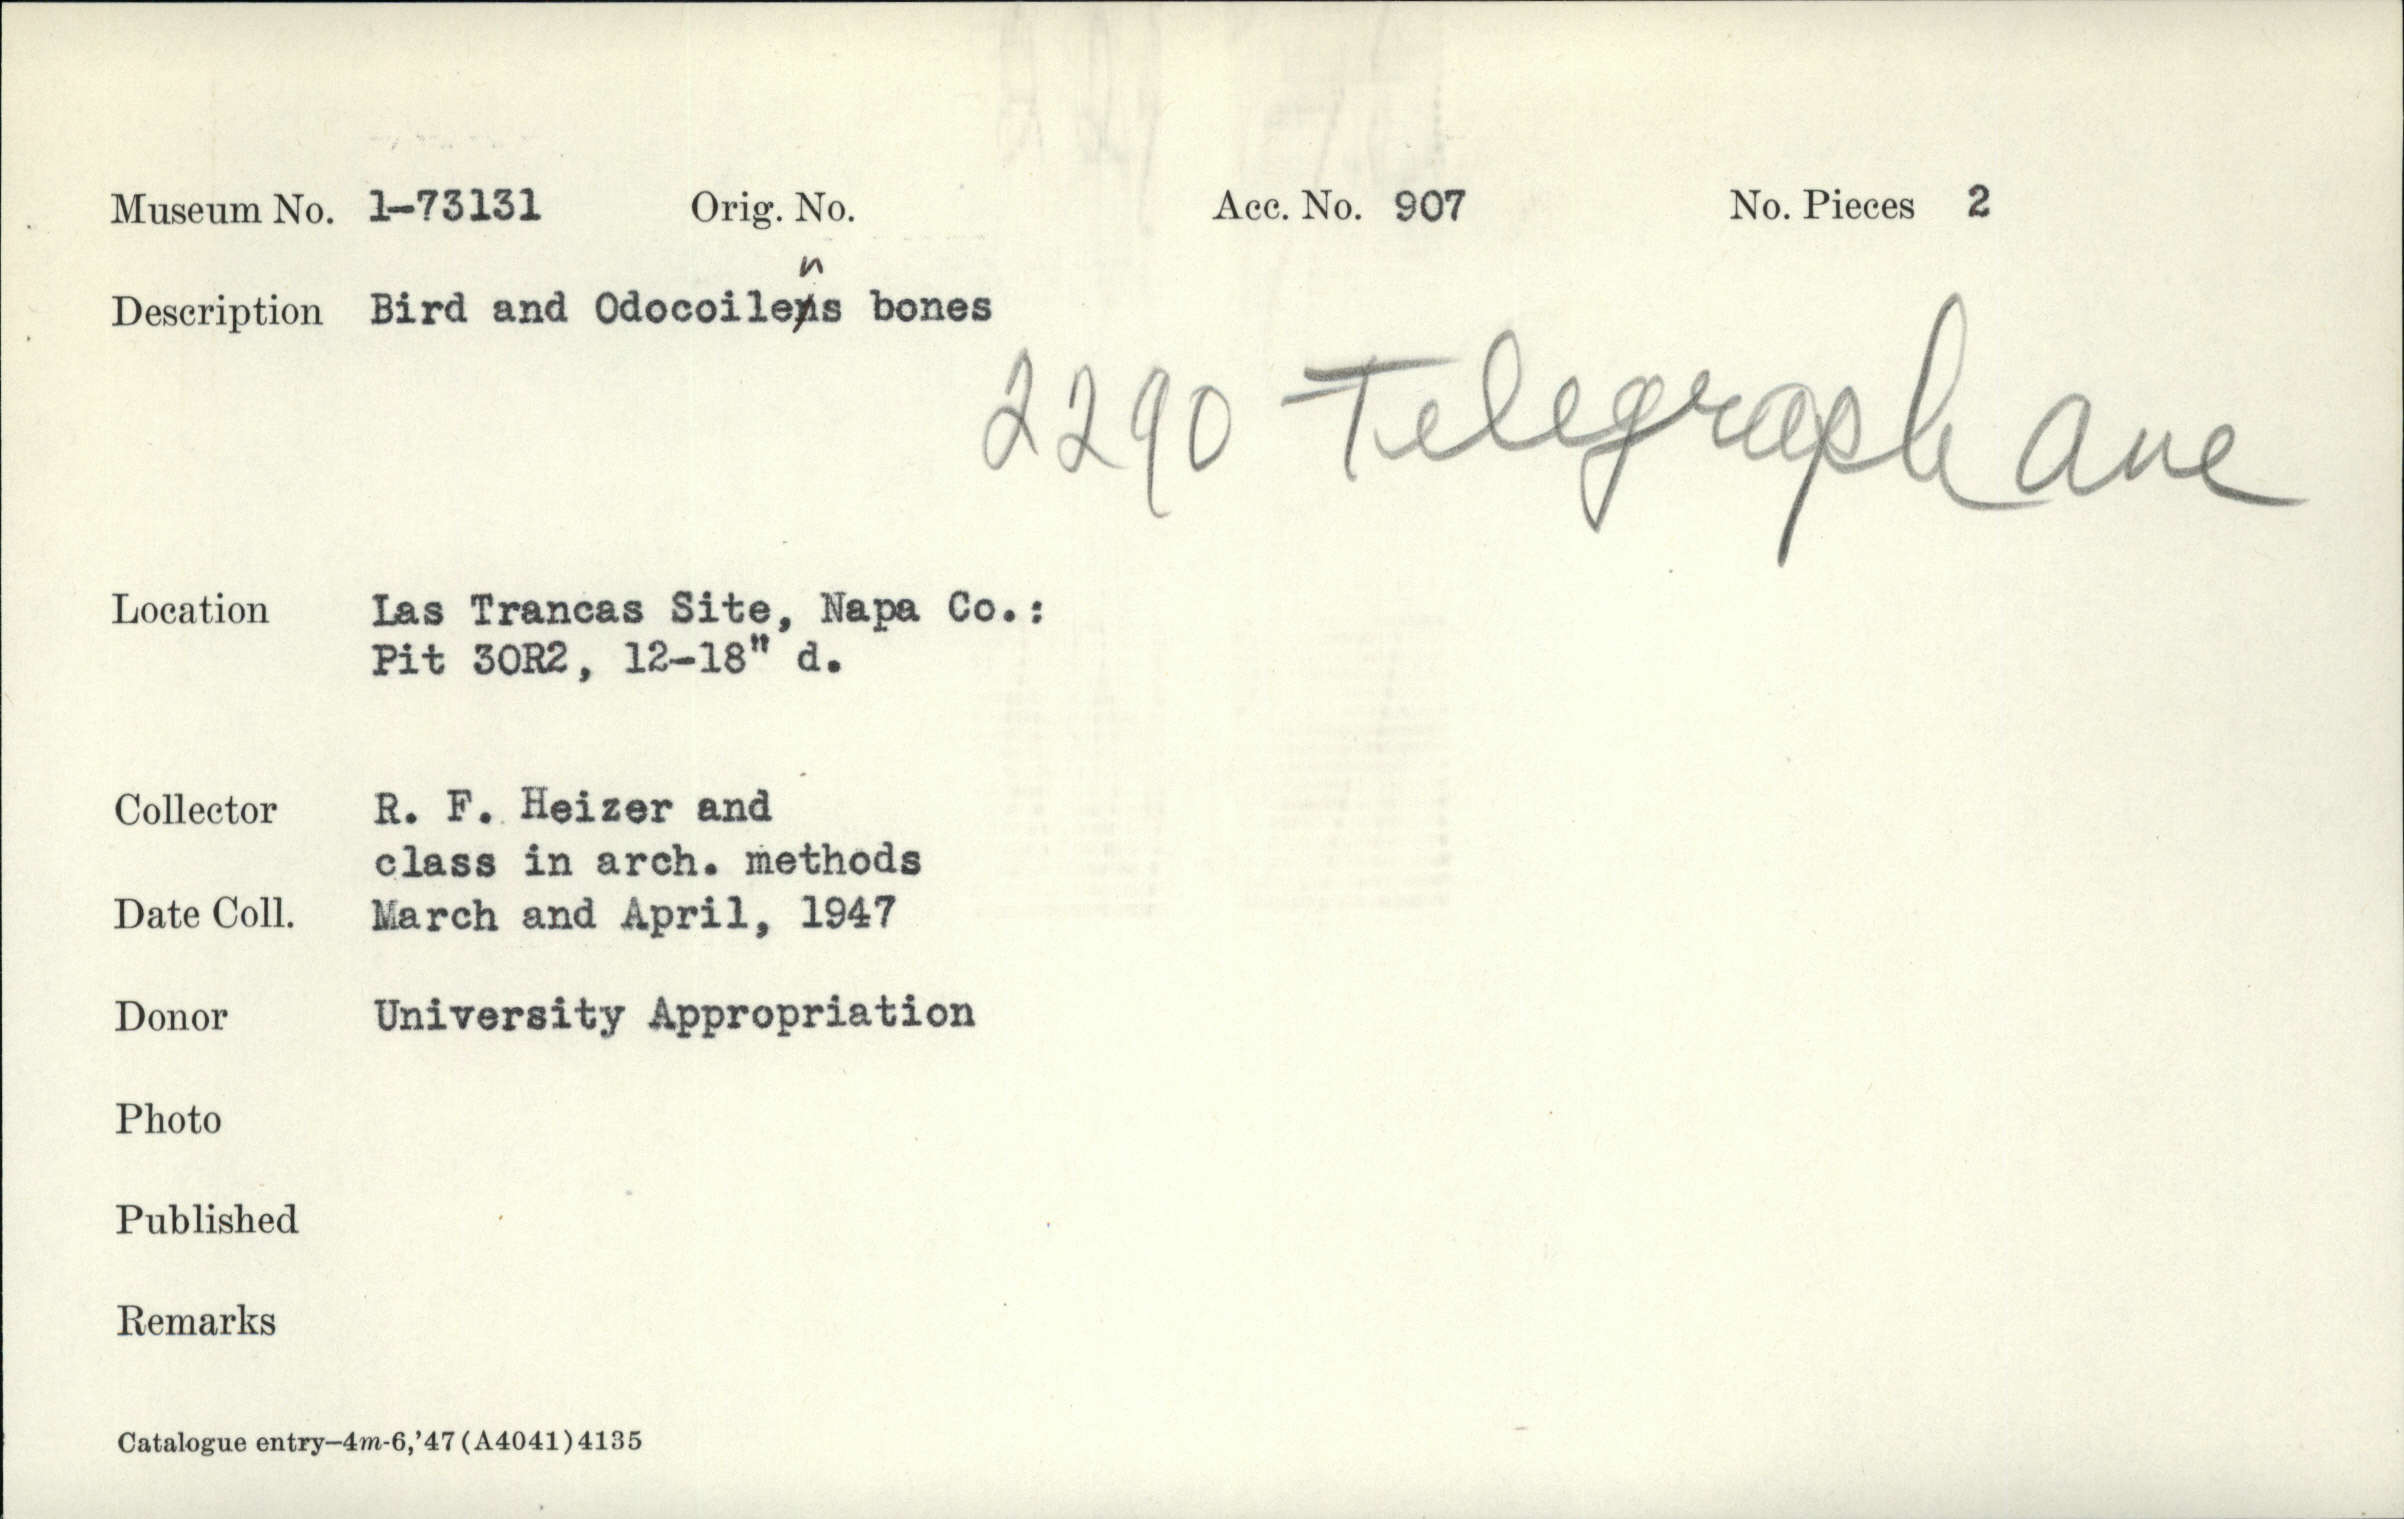 Museum No. 1-73131 Orig. No. Acc. No. 907 No. Pieces 2
n
Description Bird and Odocoilens bones
2290 Telegraph ave
Location Las Trancas Site, Napa Co.:
Pit 30R2, 12-18" d.
Collector R. F. Heizer and
class in arch. methods
Date Coll. March and April, 1947
Donor University Appropriation
Photo
Published
Remarks
Catalogue entry—4m-6,'47(A4041)4135